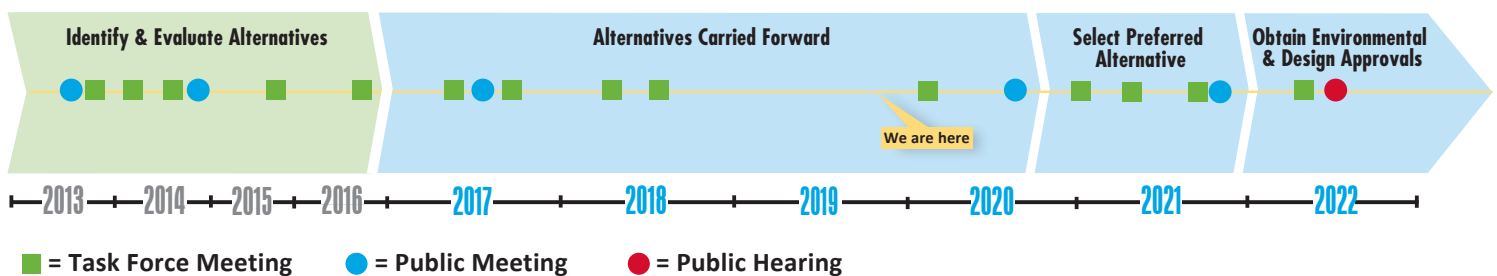 Identify & Evaluate Alternatives
Alternatives Carried Forward
Select Preferred
Alternative
Obtain Environmental
& Design Approvals
We are here
2013 2014 2015 2016 2017 2018 2019 2020 2021 2022
= Task Force Meeting = Public Meeting = Public Hearing